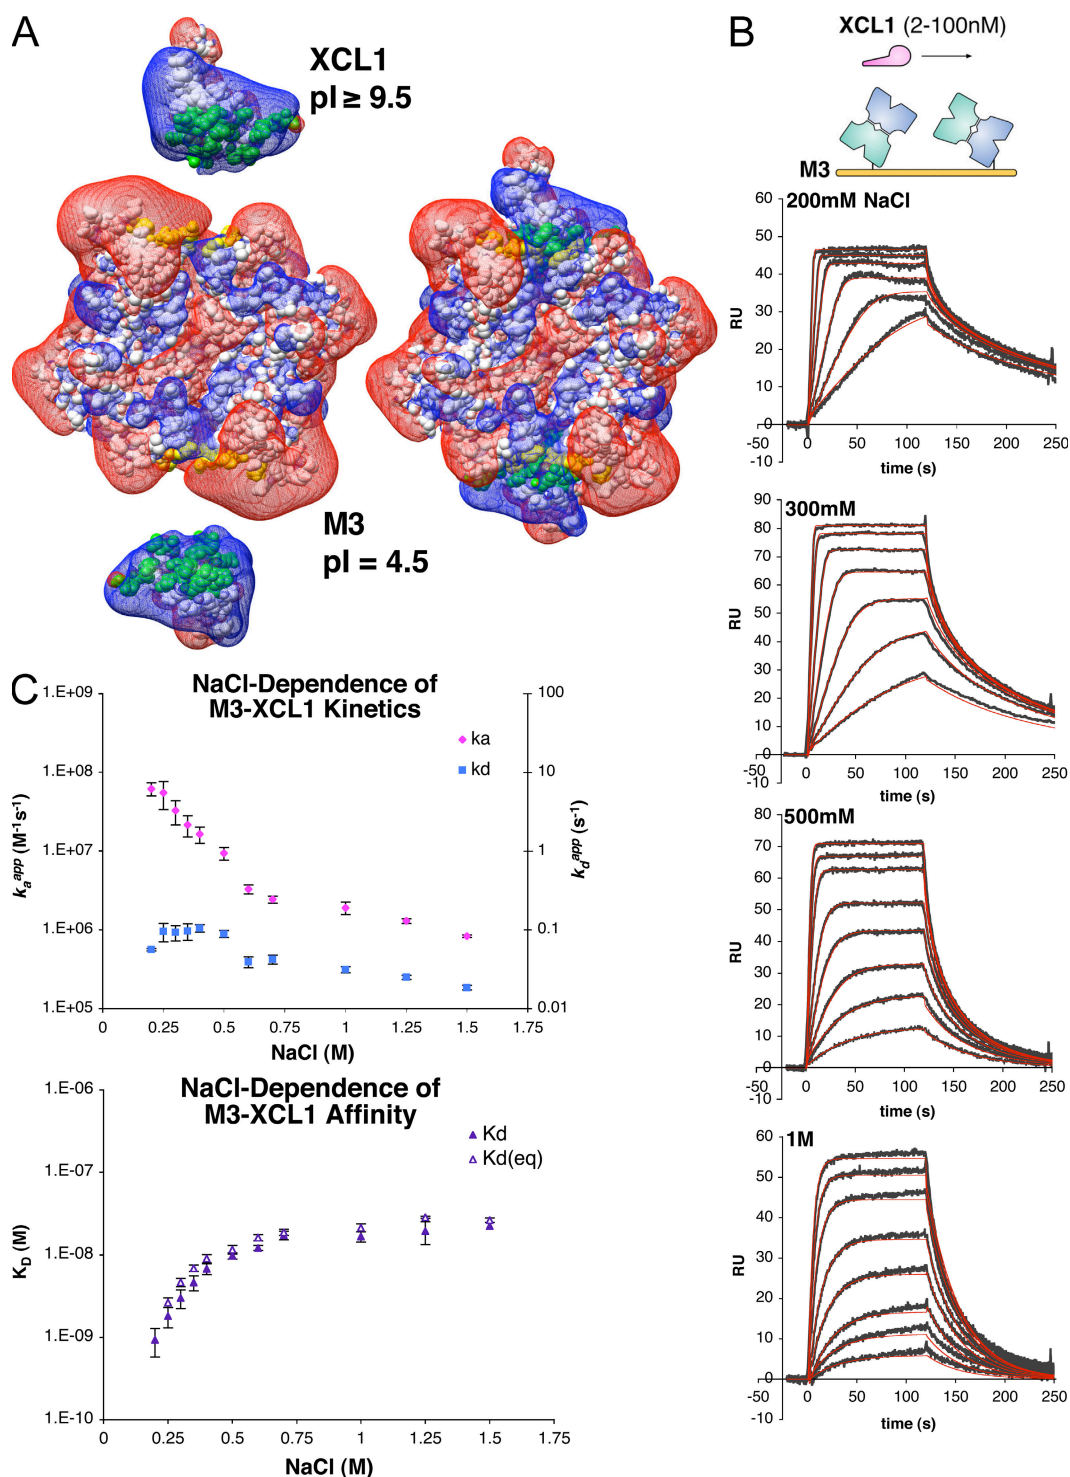 A
XCL1
pI ≥ 9.5
M3
pI = 4.5
B
XCL1 (2-100nM)
M3
200mM NaCl
60
50
40
30
20
10
0
-10
RU
-50 0 50 100 150 200 250
time (s)
300mM
90
80
70
60
50
40
30
20
10
0
-10
RU
-50 0 50 100 150 200 250
time (s)
500mM
70
60
50
40
30
20
10
0
-10
RU
-50 0 50 100 150 200 250
time (s)
1M
60
50
40
30
20
10
0
-10
RU
-50 0 50 100 150 200 250
time (s)
C
NaCl-Dependence of
M3-XCL1 Kinetics
ka
kd
1.E+09
1.E+08
1.E+07
1.E+06
1.E+05
kₐᵃᵖᵖ (M⁻¹s⁻¹)
100
10
1
0.1
0.01
k_d^app (s⁻¹)
0 0.25 0.5 0.75 1 1.25 1.5 1.75
NaCl (M)
NaCl-Dependence of
M3-XCL1 Affinity
Kd
Kd(eq)
1.E-06
1.E-07
1.E-08
1.E-09
1.E-10
K_D (M)
0 0.25 0.5 0.75 1 1.25 1.5 1.75
NaCl (M)